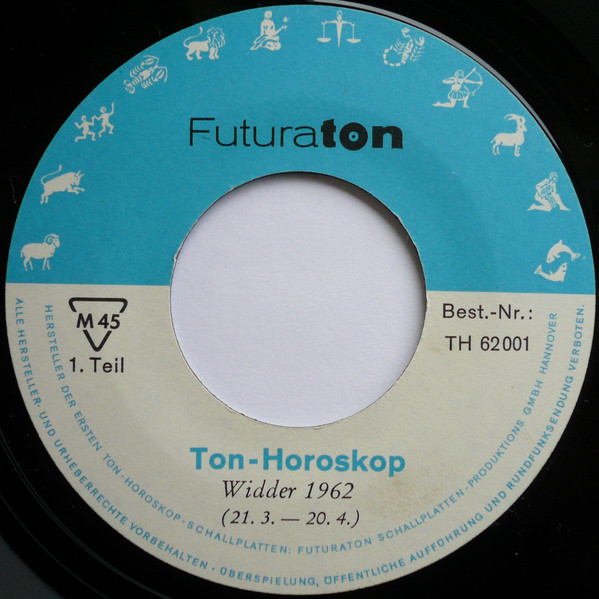 Futuraton
M 45
1. Teil
Best.-Nr.:
TH 62001
Ton-Horoskop
Widder 1962
(21. 3. — 20. 4.)
HERSTELLER DER ERSTEN TON-HOROSKOP-SCHALLPLATTEN: FUTURATON SCHALLPLATTEN-PRODUKTIONS GMBH HANNOVER
ALLE HERSTELLER- UND URHEBERRECHTE VORBEHALTEN · ÜBERSPIELUNG, ÖFFENTLICHE AUFFÜHRUNG UND RUNDFUNKSENDUNG VERBOTEN.